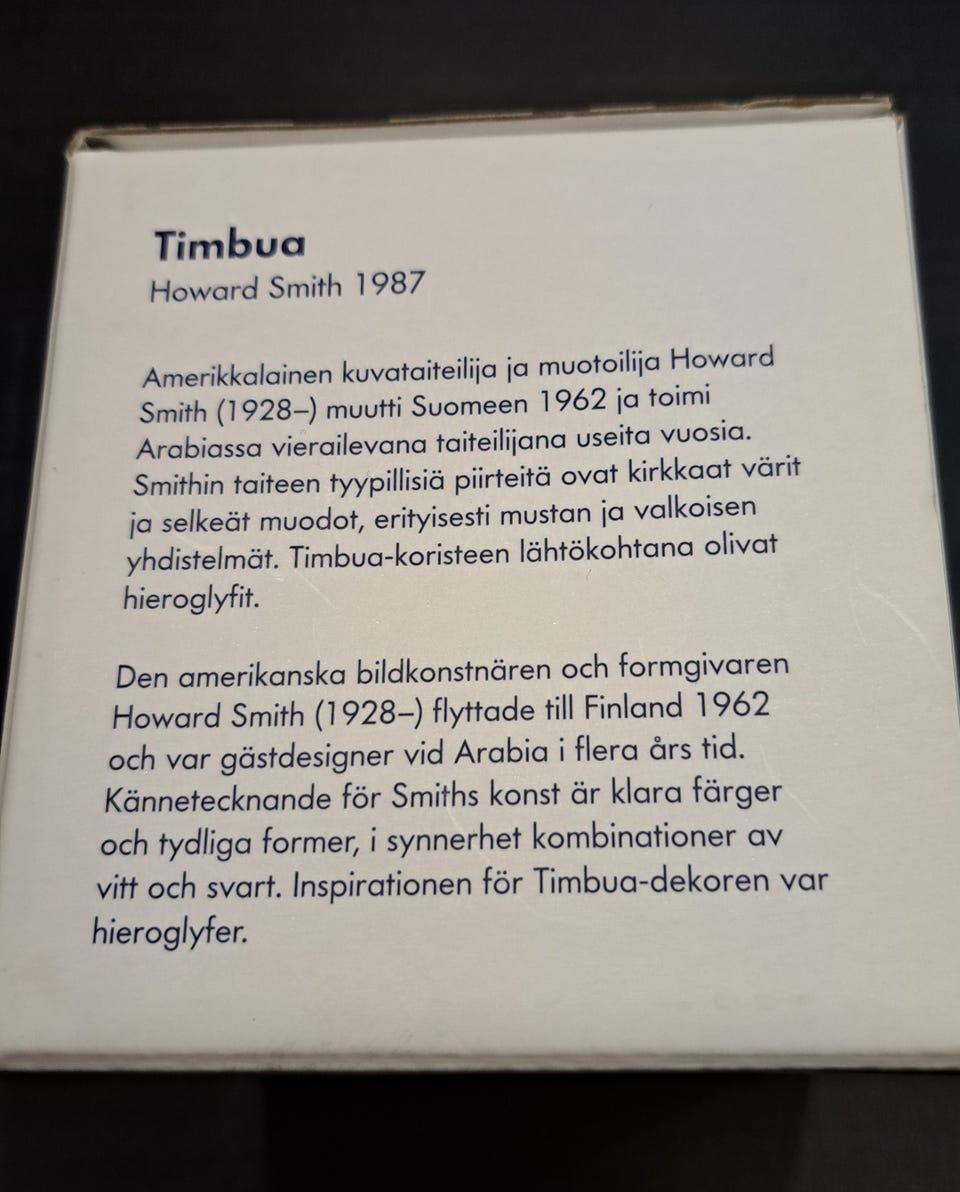 Timbua
Howard Smith 1987
Amerikkalainen kuvataiteilija ja muotoilija Howard
Smith (1928–) muutti Suomeen 1962 ja toimi
Arabiassa vierailevana taiteilijana useita vuosia.
Smithin taiteen tyypillisiä piirteitä ovat kirkkaat värit
ja selkeät muodot, erityisesti mustan ja valkoisen
yhdistelmät. Timbua-koristeen lähtökohtana olivat
hieroglyfit.
Den amerikanska bildkonstnären och formgivaren
Howard Smith (1928–) flyttade till Finland 1962
och var gästdesigner vid Arabia i flera års tid.
Kännetecknande för Smiths konst är klara färger
och tydliga former, i synnerhet kombinationer av
vitt och svart. Inspirationen för Timbua-dekoren var
hieroglyfer.